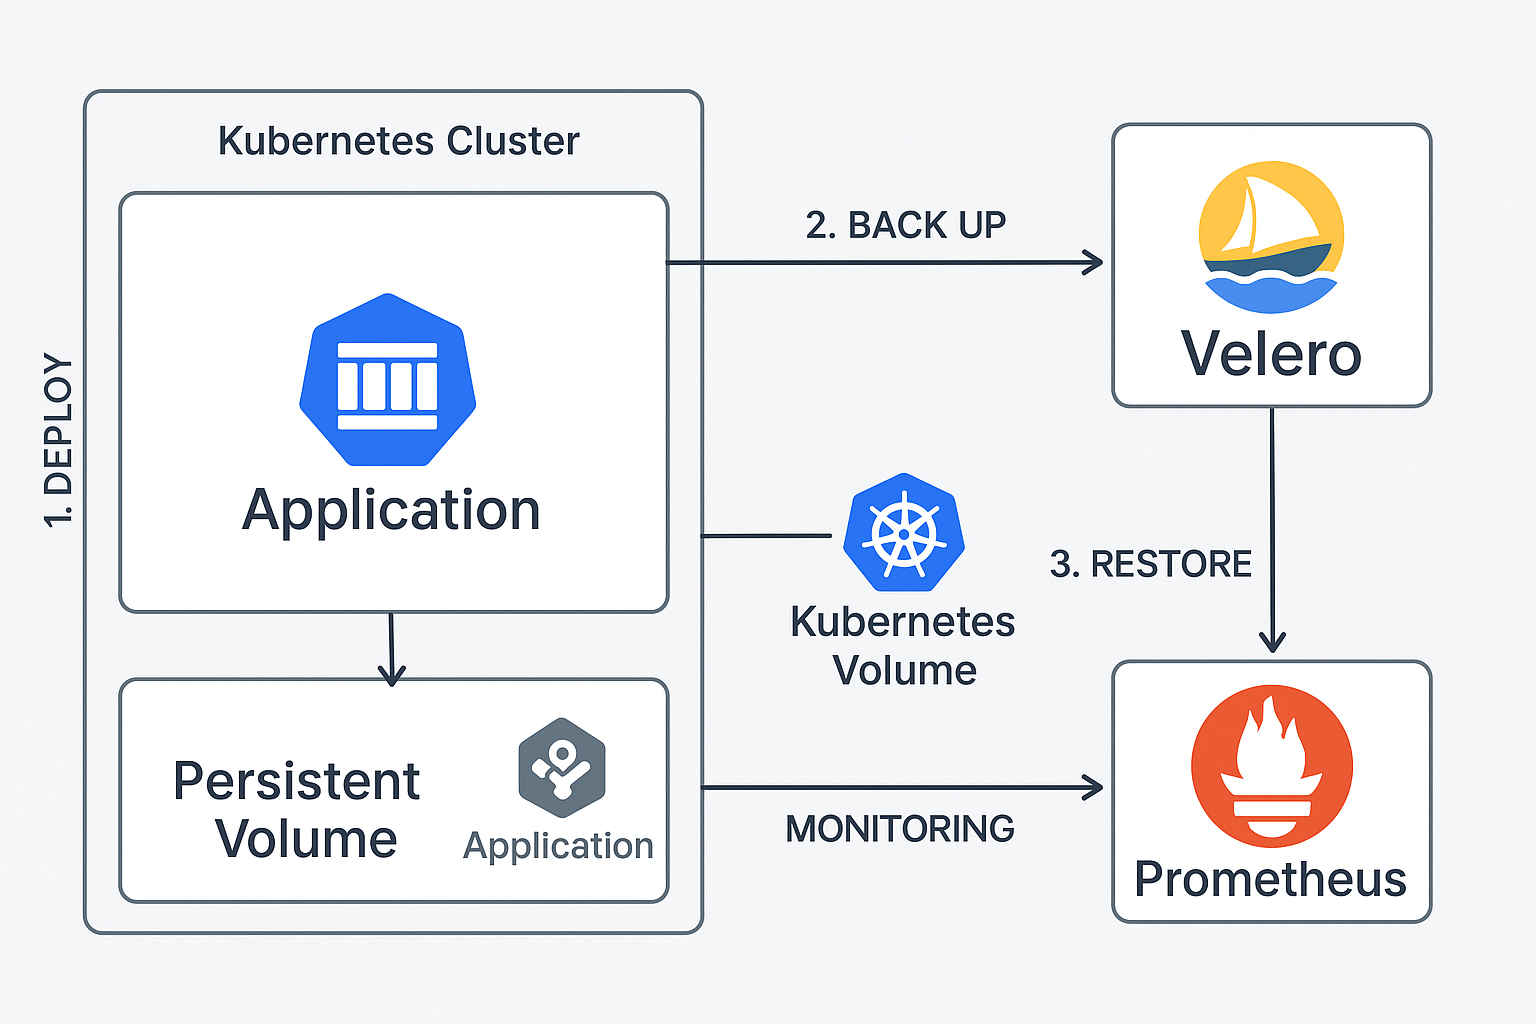 Kubernetes Cluster
1. DEPLOY
Application
Persistent
Volume
Application
2. BACK UP
Velero
Kubernetes
Volume
3. RESTORE
MONITORING
Prometheus